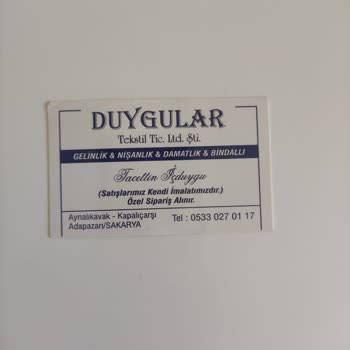 DUYGULAR
Tekstil Tic. Ltd. Şti.
GELİNLİK & NİŞANLIK & DAMATLIK & BİNDALLI
Tacettin İçduygu
(Satışlarımız Kendi İmalatımızdır.)
Özel Sipariş Alınır.
Aynalıkavak - Kapalıçarşı
Adapazarı/SAKARYA
Tel : 0533 027 01 17